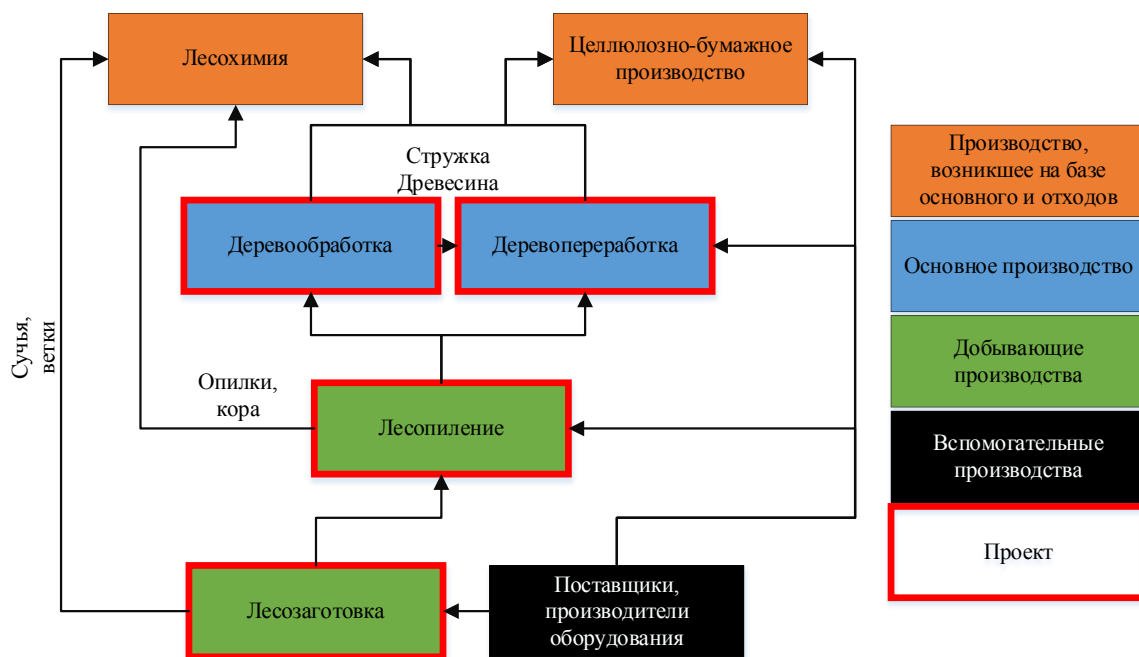 Лесохимия
Целлюлозно-бумажное
производство
Стружка
Древесина
Деревообработка
Деревопереработка
Сучья,
ветки
Опилки,
кора
Лесопиление
Лесозаготовка
Поставщики,
производители
оборудования
Производство,
возникшее на базе
основного и отходов
Основное производство
Добывающие
производства
Вспомогательные
производства
Проект